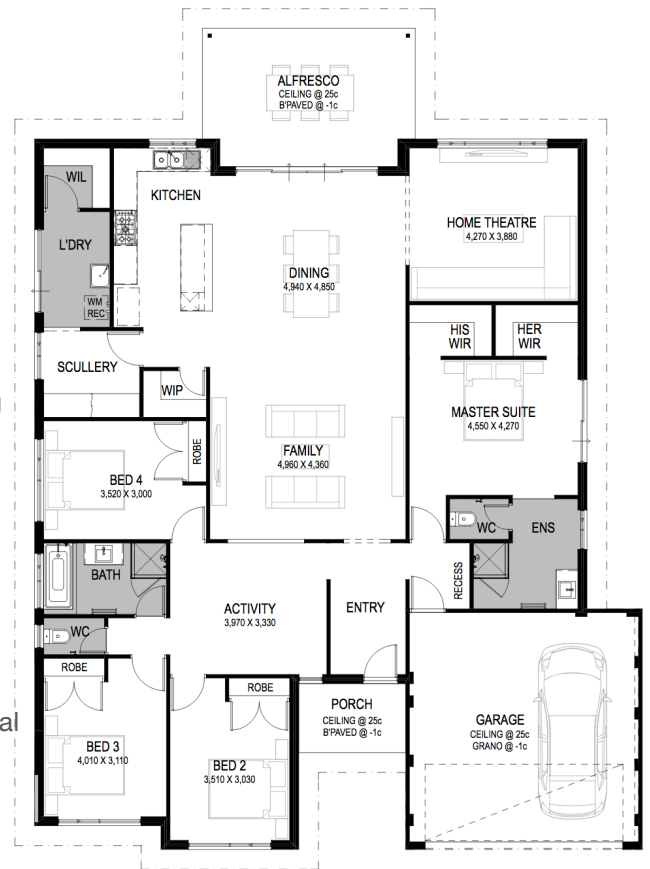 ALFRESCO
CEILING @ 25c
B'PAVED @ -1c
WIL
KITCHEN
L'DRY
HOME THEATRE
4,270 X 3,880
DINING
4,940 X 4,850
WM
REC
HIS
WIR
HER
WIR
SCULLERY
WIP
MASTER SUITE
4,550 X 4,270
ROBE
FAMILY
4,960 X 4,360
BED 4
3,520 X 3,000
WC
ENS
BATH
RECESS
ACTIVITY
3,970 X 3,330
ENTRY
WC
ROBE
ROBE
PORCH
CEILING @ 25c
B'PAVED @ -1c
GARAGE
CEILING @ 25c
GRANO @ -1c
al
BED 3
4,010 X 3,110
BED 2
3,510 X 3,030